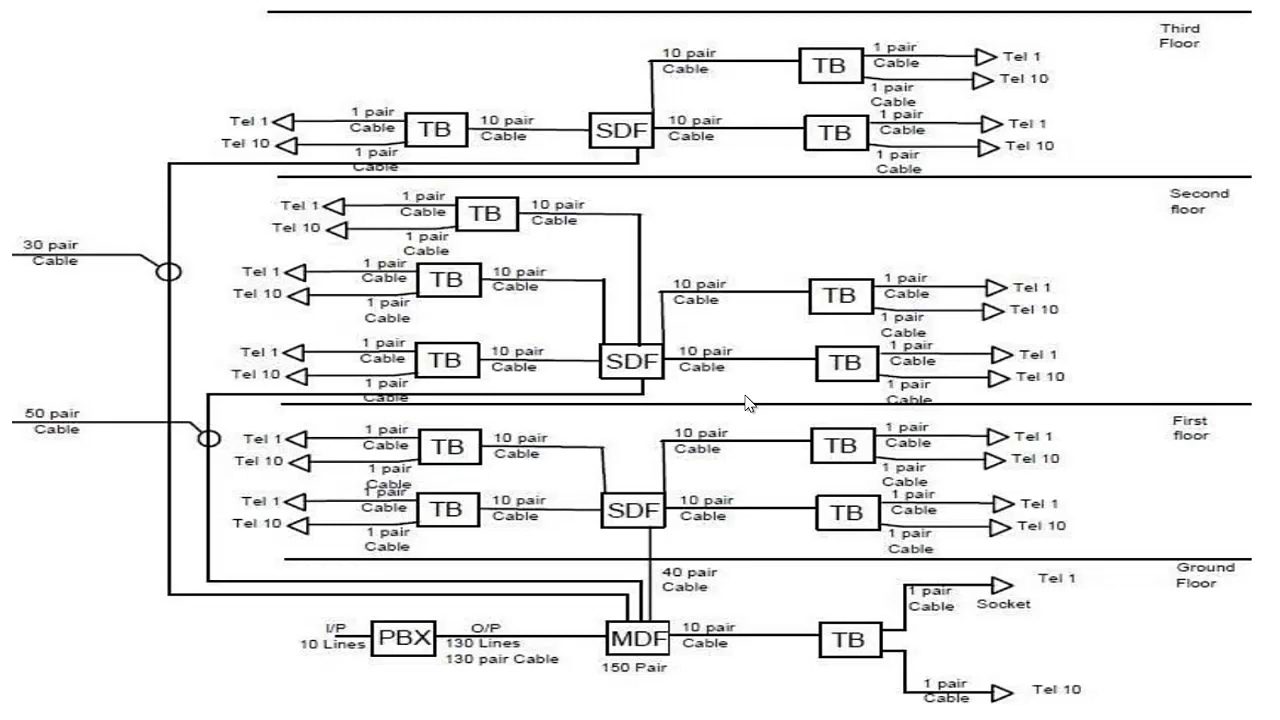 Third
Floor
10 pair
Cable
TB
1 pair
Cable
Tel 1
Tel 10
1 pair
Cable
Tel 1
Tel 10
1 pair
Cable
1 pair
Cable
TB
10 pair
Cable
SDF
10 pair
Cable
TB
1 pair
Cable
Tel 1
Tel 10
1 pair
Cable
Second
floor
Tel 1
Tel 10
1 pair
Cable
1 pair
Cable
TB
10 pair
Cable
30 pair
Cable
Tel 1
Tel 10
1 pair
Cable
1 pair
Cable
TB
10 pair
Cable
10 pair
Cable
TB
1 pair
Cable
Tel 1
Tel 10
1 pair
Cable
Tel 1
Tel 10
1 pair
Cable
1 pair
Cable
TB
10 pair
Cable
SDF
10 pair
Cable
TB
1 pair
Cable
Tel 1
Tel 10
1 pair
Cable
50 pair
Cable
First
floor
Tel 1
Tel 10
1 pair
Cable
1 pair
Cable
TB
10 pair
Cable
10 pair
Cable
TB
1 pair
Cable
Tel 1
Tel 10
1 pair
Cable
Tel 1
Tel 10
1 pair
Cable
1 pair
Cable
TB
10 pair
Cable
SDF
10 pair
Cable
TB
1 pair
Cable
Tel 1
Tel 10
1 pair
Cable
Ground
Floor
40 pair
Cable
1 pair
Cable
Socket
Tel 1
I/P
10 Lines
PBX
O/P
130 Lines
130 pair Cable
MDF
150 Pair
10 pair
Cable
TB
1 pair
Cable
Tel 10